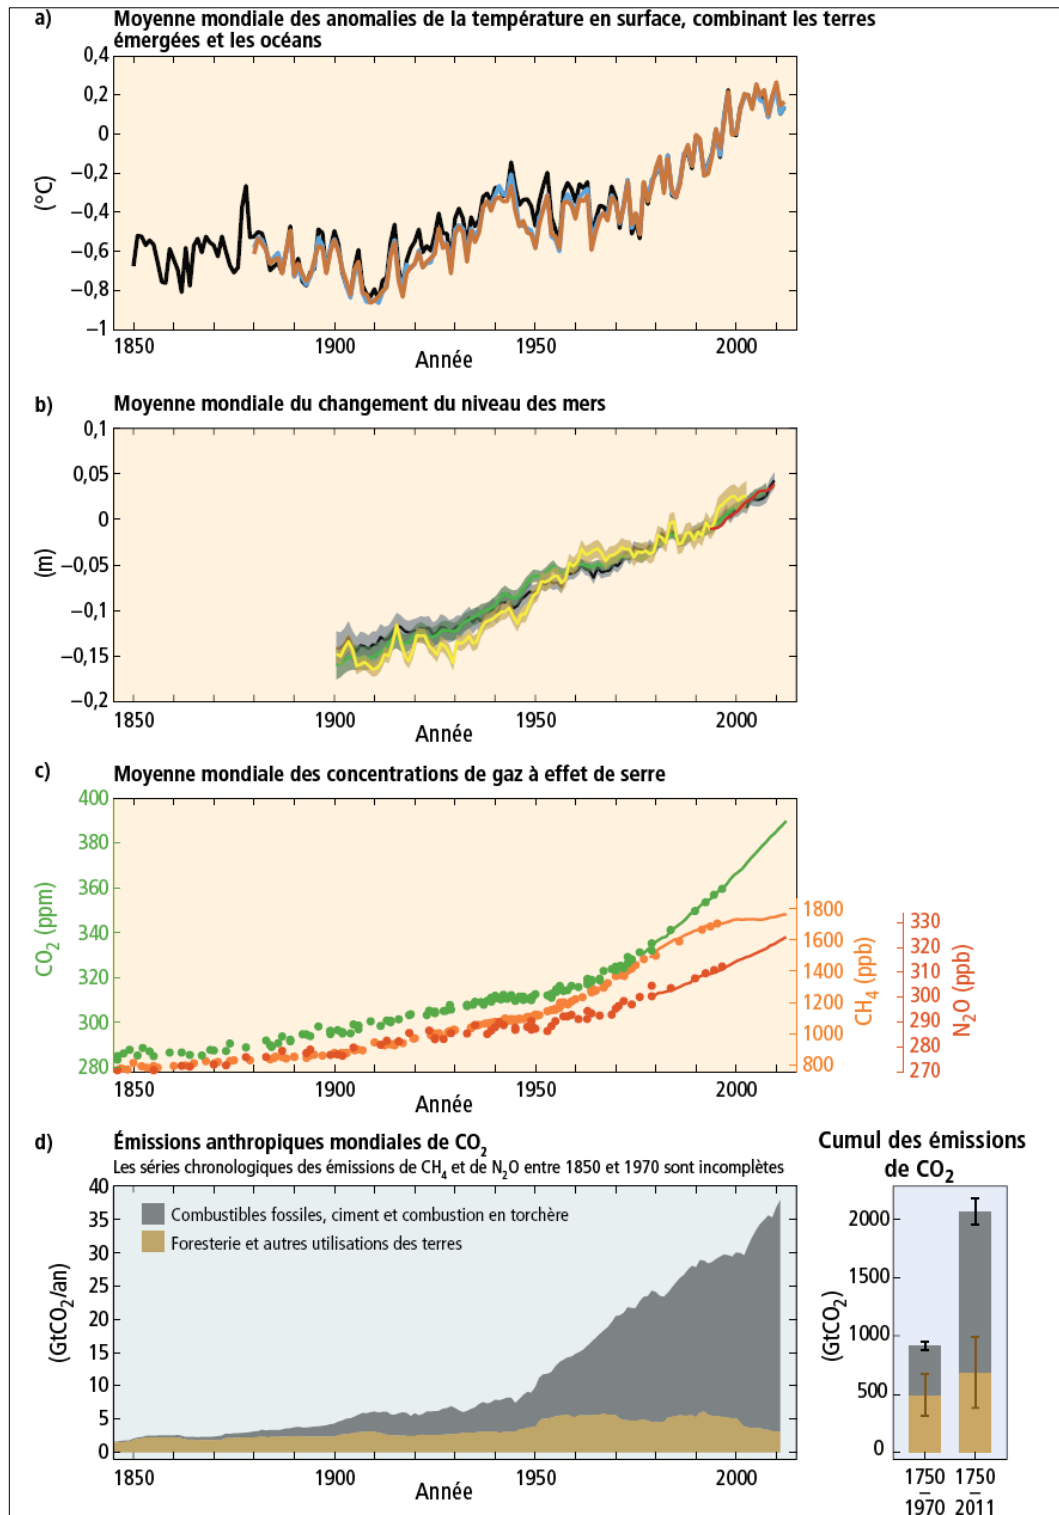 a) Moyenne mondiale des anomalies de la température en surface, combinant les terres
émergées et les océans
0,4
0,2
0
−0,2
−0,4
−0,6
−0,8
−1
(°C)
1850 1900 1950 2000
Année
b) Moyenne mondiale du changement du niveau des mers
0,1
0,05
0
−0,05
−0,1
−0,15
−0,2
(m)
1850 1900 1950 2000
Année
c) Moyenne mondiale des concentrations de gaz à effet de serre
400
380
360
340
320
300
280
CO₂ (ppm)
1800
1600
1400
1200
1000
800
CH₄ (ppb)
330
320
310
300
290
280
270
N₂O (ppb)
1850 1900 1950 2000
Année
d) Émissions anthropiques mondiales de CO₂
Les séries chronologiques des émissions de CH₄ et de N₂O entre 1850 et 1970 sont incomplètes
40
35
30
25
20
15
10
5
0
(GtCO₂/an)
Combustibles fossiles, ciment et combustion en torchère
Foresterie et autres utilisations des terres
1850 1900 1950 2000
Année
Cumul des émissions
de CO₂
2000
1500
1000
500
0
(GtCO₂)
1750 1750
– –
1970 2011